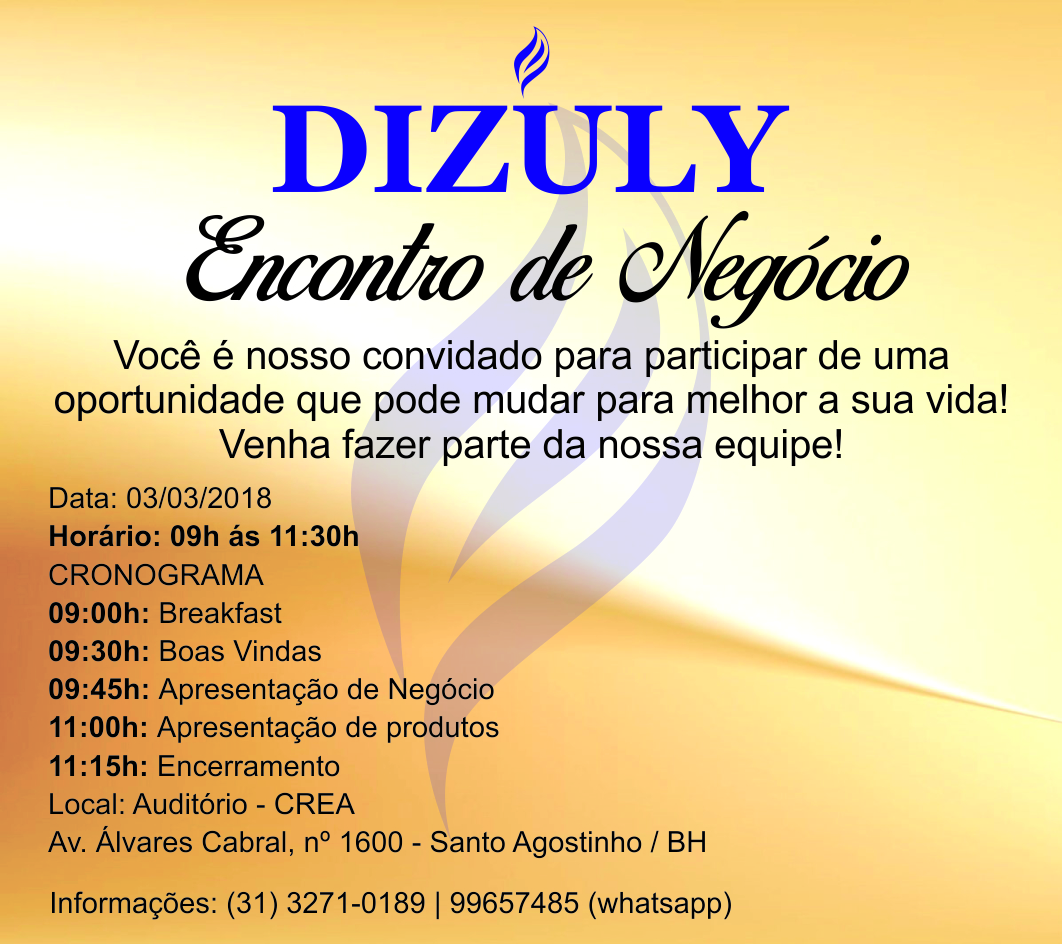 DIZULY
Encontro de Negócio
Você é nosso convidado para participar de uma
oportunidade que pode mudar para melhor a sua vida!
Venha fazer parte da nossa equipe!
Data: 03/03/2018
Horário: 09h ás 11:30h
CRONOGRAMA
09:00h: Breakfast
09:30h: Boas Vindas
09:45h: Apresentação de Negócio
11:00h: Apresentação de produtos
11:15h: Encerramento
Local: Auditório - CREA
Av. Álvares Cabral, nº 1600 - Santo Agostinho / BH
Informações: (31) 3271-0189 | 99657485 (whatsapp)